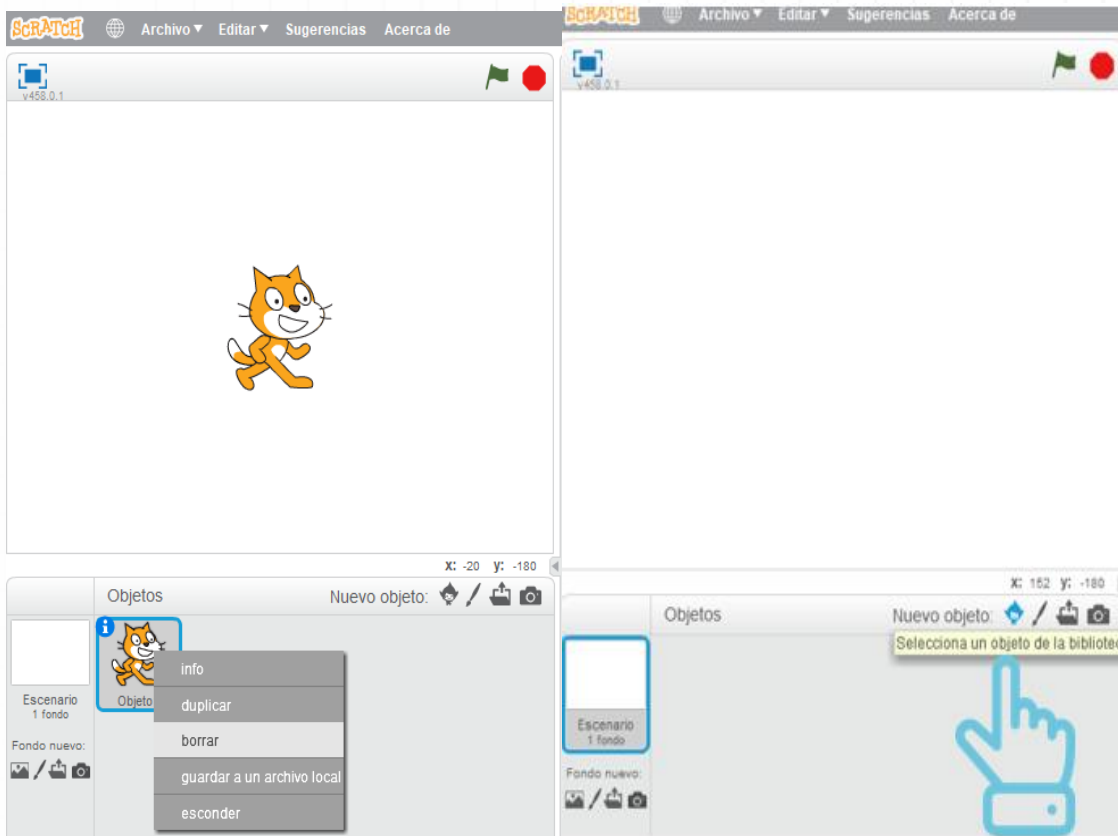 SCRATCH Archivo▼ Editar▼ Sugerencias Acerca de
v458.0.1
x: -20 y: -180
Objetos Nuevo objeto:
info
duplicar
borrar
guardar a un archivo local
esconder
Objeto
Escenario
1 fondo
Fondo nuevo:
SCRATCH Archivo▼ Editar▼ Sugerencias Acerca de
v458.0.1
X: 152 y: -180
Objetos Nuevo objeto:
Selecciona un objeto de la bibliotec
Escenario
1 fondo
Fondo nuevo: